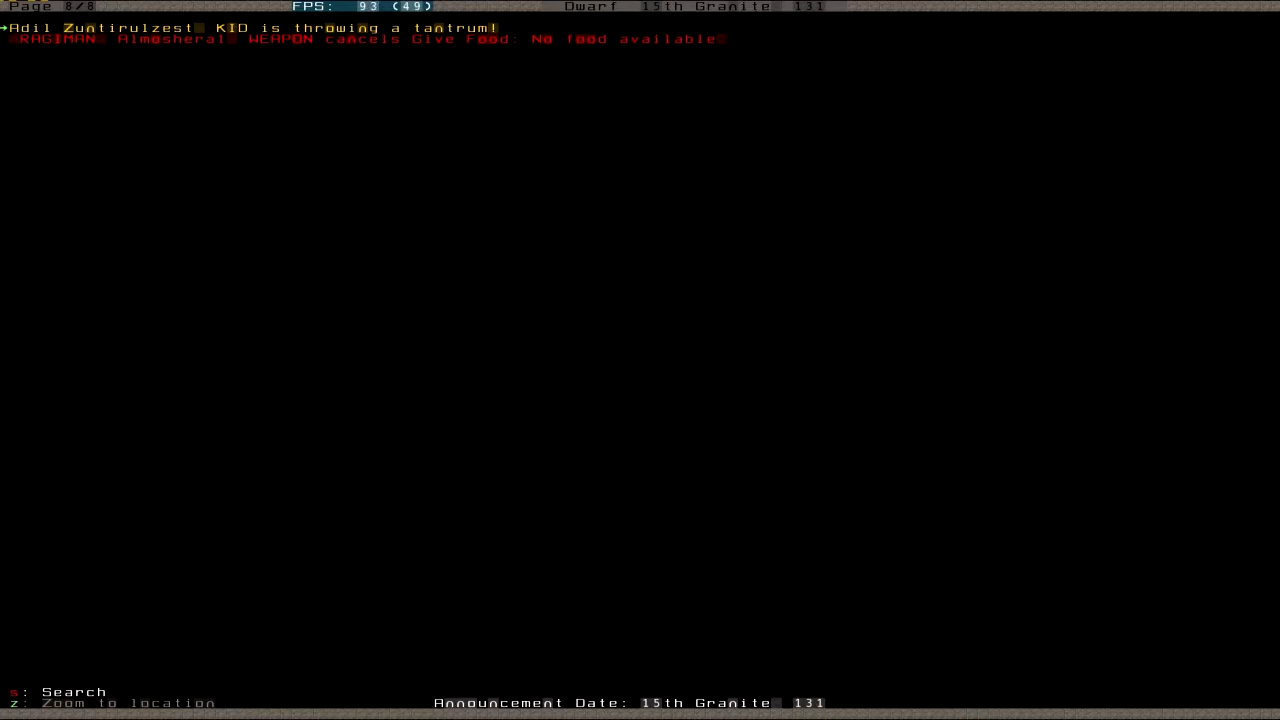 Page 8/8 FPS: 93 (49) Dwarf 15th Granite 131
Adil Zuntirulzest KID is throwing a tantrum!
RAGIMAN Almosheral WEAPON cancels Give Food: No food available
s: Search
z: Zoom to location Announcement Date: 15th Granite 131